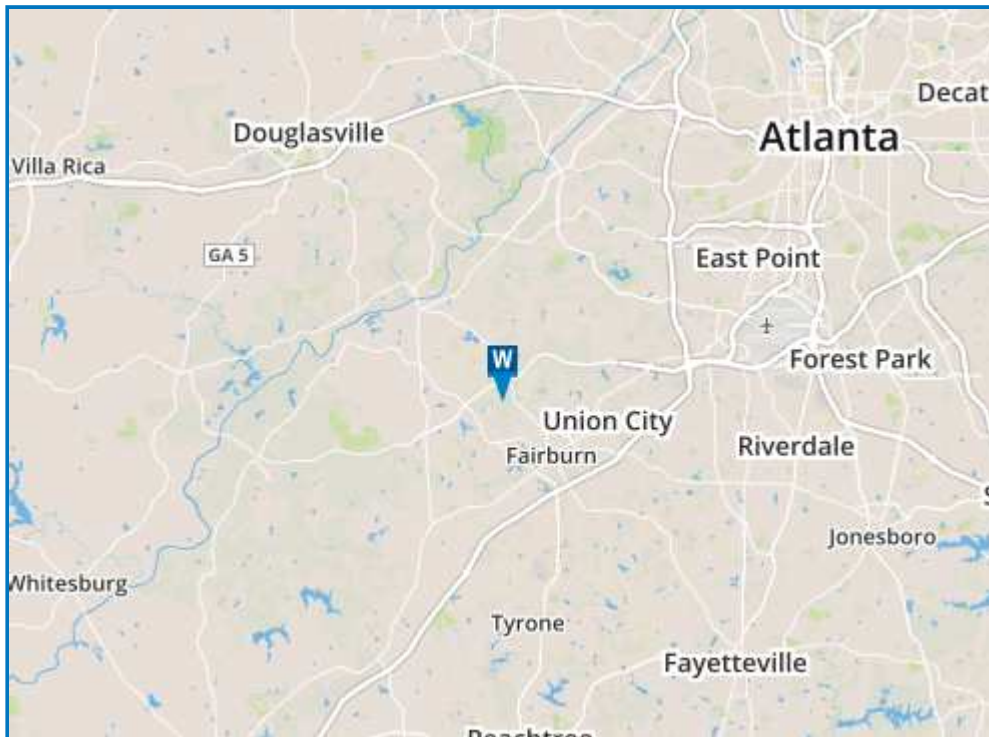 Decat
Douglasville
Atlanta
Villa Rica
GA 5
East Point
W
Forest Park
Union City
Riverdale
Fairburn
S
Jonesboro
Whitesburg
Tyrone
Fayetteville
Peachtree